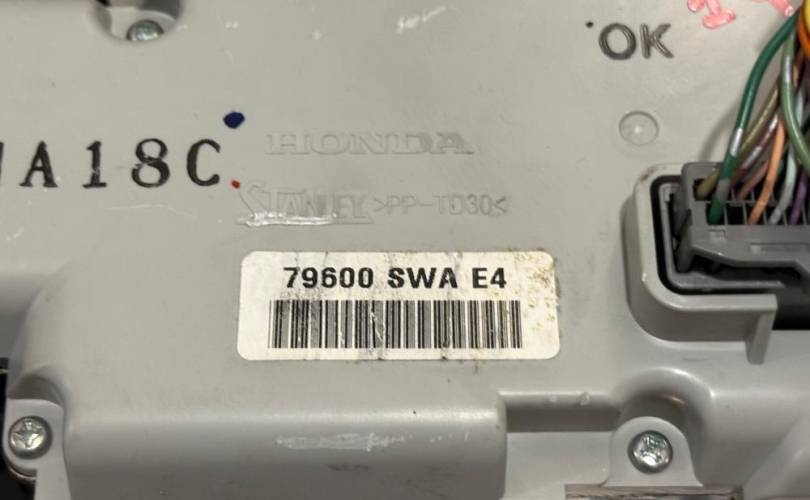 OK
HONDA
A18C
STANLEY >PP-TD30<
79600 SWA E4